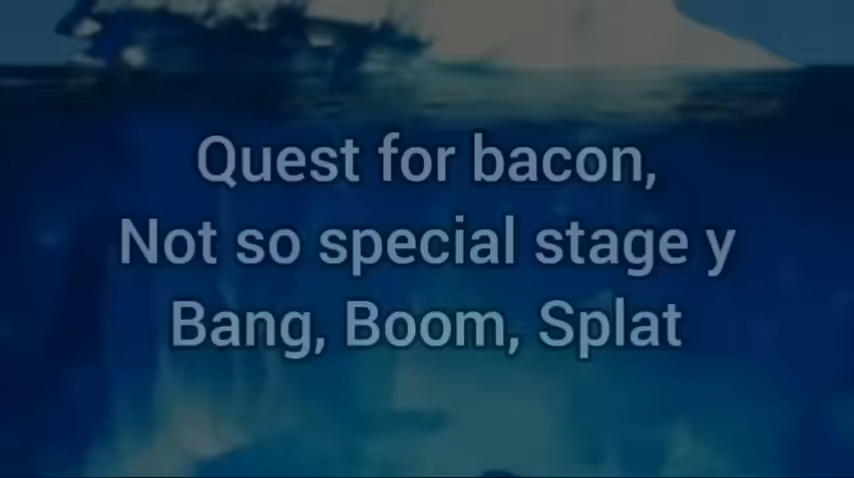 Quest for bacon,
Not so special stage y
Bang, Boom, Splat